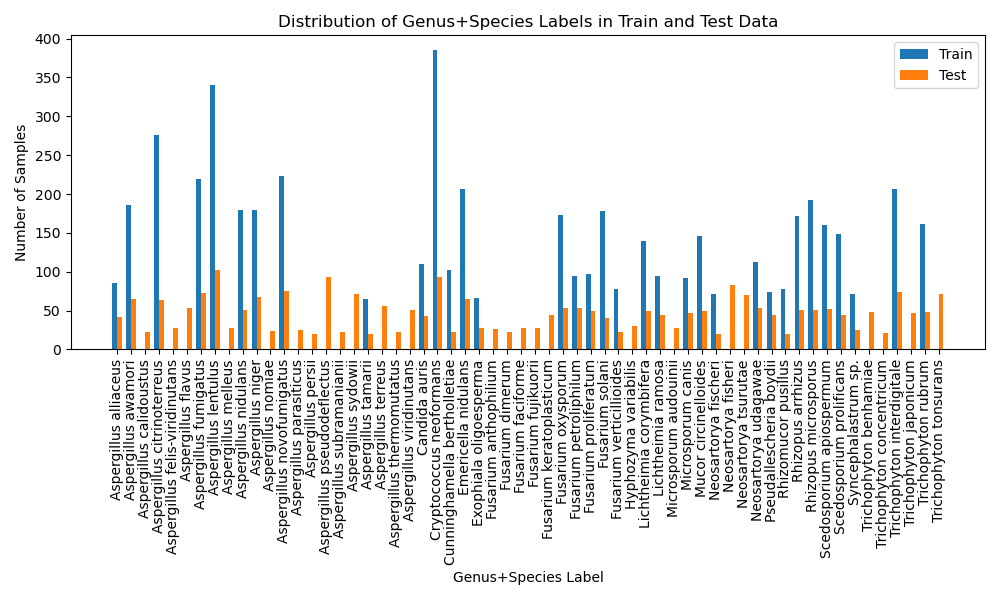 Distribution of Genus+Species Labels in Train and Test Data
Train
Test
Number of Samples
400
350
300
250
200
150
100
50
0
Aspergillus alliaceus
Aspergillus awamori
Aspergillus calidoustus
Aspergillus citrinoterreus
Aspergillus felis-viridinutans
Aspergillus flavus
Aspergillus fumigatus
Aspergillus lentulus
Aspergillus melleus
Aspergillus nidulans
Aspergillus niger
Aspergillus nomiae
Aspergillus novofumigatus
Aspergillus parasiticus
Aspergillus persii
Aspergillus pseudodeflectus
Aspergillus subramanianii
Aspergillus sydowii
Aspergillus tamarii
Aspergillus terreus
Aspergillus thermomutatus
Aspergillus viridinutans
Candida auris
Cryptococcus neoformans
Cunninghamella bertholletiae
Emericella nidulans
Exophiala oligoesperma
Fusarium anthophilum
Fusarium dimerum
Fusarium falciforme
Fusarium fujikuorii
Fusarium keratoplasticum
Fusarium oxysporum
Fusarium petroliphilum
Fusarium proliferatum
Fusarium solani
Fusarium verticillioides
Hyphozyma variabilis
Lichtheimia corymbifera
Lichtheimia ramosa
Microsporum audouinii
Microsporum canis
Mucor circinelloides
Neosartorya fischeri
Neosartorya fisheri
Neosartorya tsurutae
Neosartorya udagawae
Pseudallescheria boydii
Rhizomucor pusillus
Rhizopus arrhizus
Rhizopus microsporus
Scedosporium apiospermum
Scedosporium prolificans
Syncephalastrum sp.
Trichophyton benhamiae
Trichophyton concentricum
Trichophyton interdigitale
Trichophyton japonicum
Trichophyton rubrum
Trichophyton tonsurans
Genus+Species Label